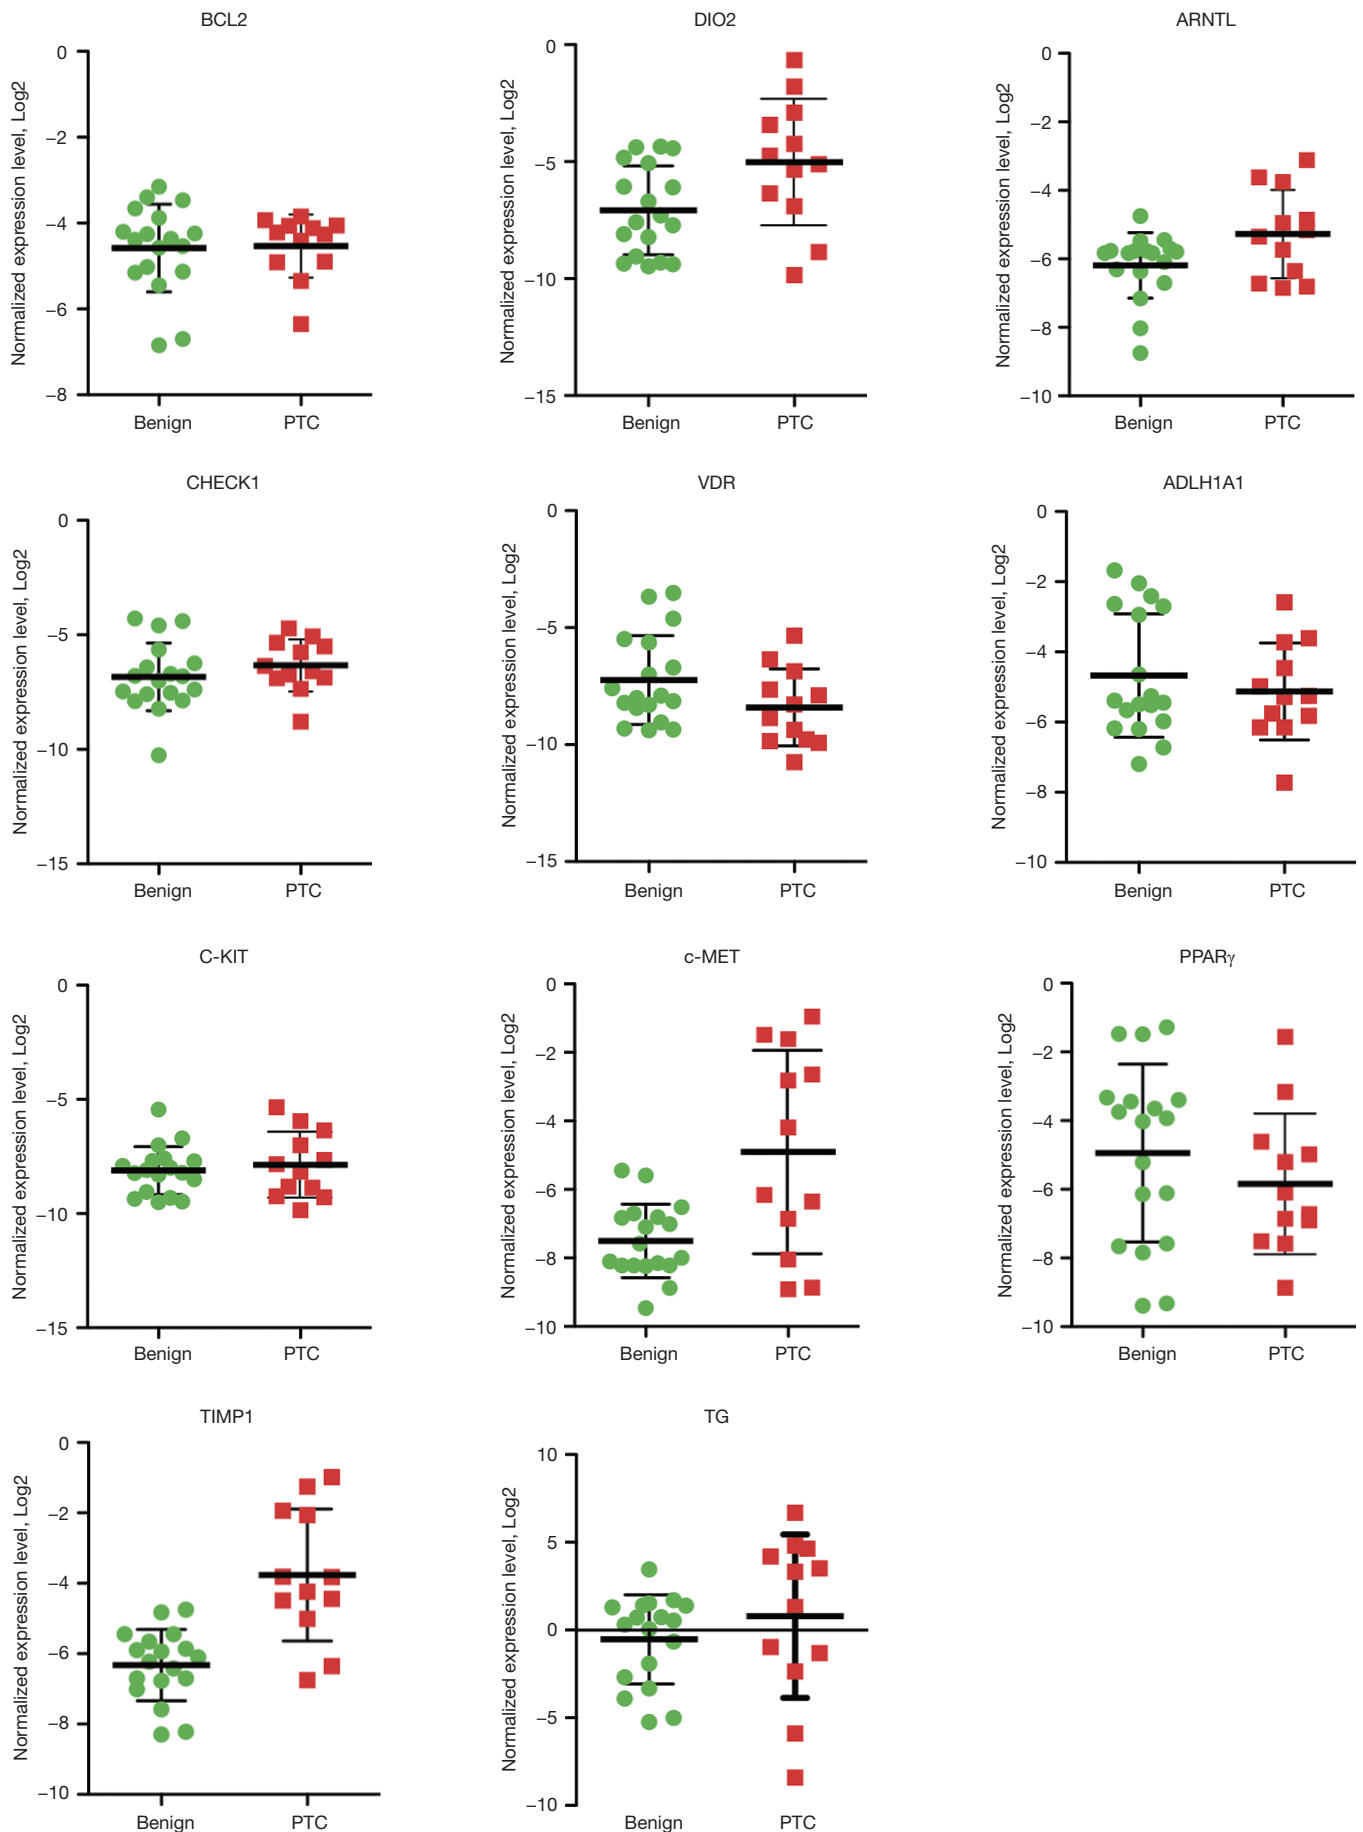 BCL2
Normalized expression level, Log2
0
−2
−4
−6
−8
Benign PTC
DIO2
Normalized expression level, Log2
0
−5
−10
−15
Benign PTC
ARNTL
Normalized expression level, Log2
0
−2
−4
−6
−8
−10
Benign PTC
CHECK1
Normalized expression level, Log2
0
−5
−10
−15
Benign PTC
VDR
Normalized expression level, Log2
0
−5
−10
−15
Benign PTC
ADLH1A1
Normalized expression level, Log2
0
−2
−4
−6
−8
−10
Benign PTC
C-KIT
Normalized expression level, Log2
0
−5
−10
−15
Benign PTC
c-MET
Normalized expression level, Log2
0
−2
−4
−6
−8
−10
Benign PTC
PPARγ
Normalized expression level, Log2
0
−2
−4
−6
−8
−10
Benign PTC
TIMP1
Normalized expression level, Log2
0
−2
−4
−6
−8
−10
Benign PTC
TG
Normalized expression level, Log2
10
5
0
−5
−10
Benign PTC